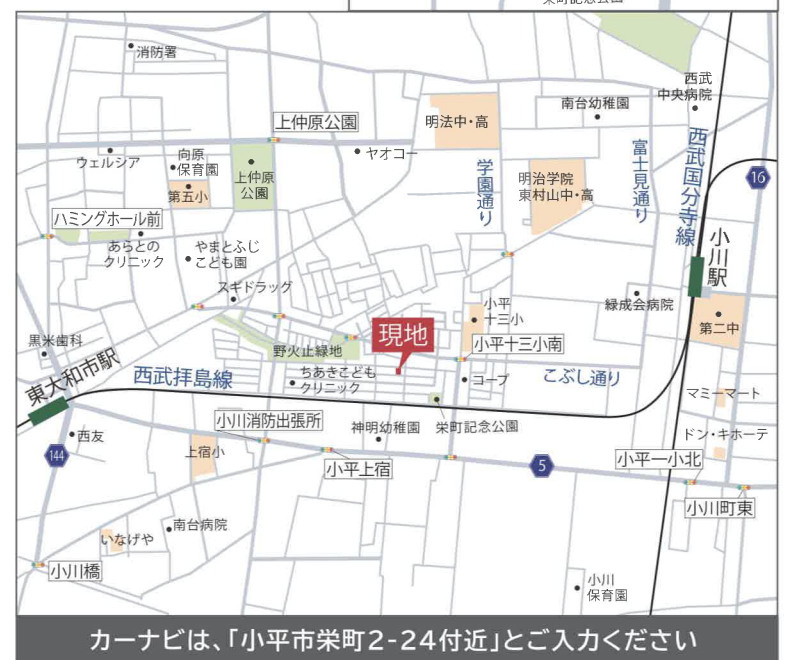 消防署
西武
中央病院
南台幼稚園
明法中・高
上仲原公園
ヤオコー
ウェルシア
向原
保育園
第五小
上仲原
公園
学園通り
明治学院
東村山中・高
富士見通り
西武国分寺線
16
小川駅
ハミングホール前
あらとの
クリニック
やまとふじ
こども園
スギドラッグ
小平
十三小
緑成会病院
第二中
現地
小平十三小南
黒米歯科
野火止緑地
東大和市駅
西武拝島線
ちあきこども
クリニック
コープ
こぶし通り
マミーマート
栄町記念公園
神明幼稚園
小川消防出張所
ドン・キホーテ
西友
144
上宿小
小平上宿
5
小平一小北
小川町東
いなげや
南台病院
小川橋
小川
保育園
カーナビは、「小平市栄町2-24付近」とご入力ください